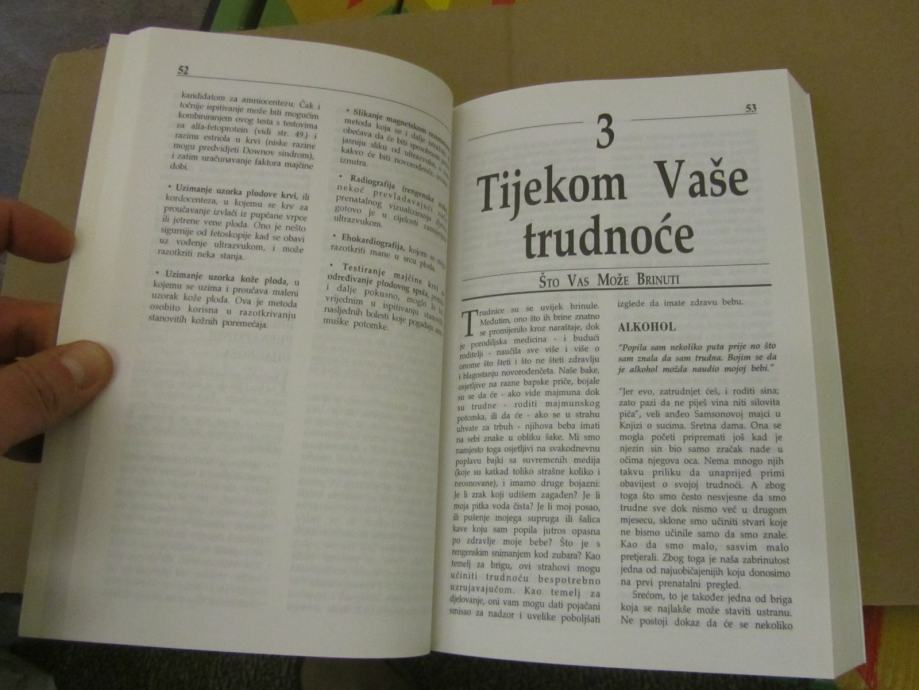 52
kandidatom za amniocentezu. Čak i
točnije ispitivanje može biti mogućim
kombiniranjem ovog testa s testovima
za alfa-fetoprotein (vidi str. 49.) i
razinu estriola u krvi (niske razine
mogu predvidjeti Downov sindrom),
i zatim uračunavanje faktora majčine
dobi.
• Uzimanje uzorka plodove krvi, ili
kordocenteza, u kojemu se krv za
proučavanje izvlači iz pupčane vrpce
ili jetrene vene ploda. Ono je nešto
sigurnije od fetoskopije kad se obavi
uz vođenje ultrazvukom, i može
razotkriti neka stanja.
• Uzimanje uzorka kože ploda, u
kojemu se uzima i proučava maleni
uzorak kože ploda. Ova je metoda
osobito korisna u razotkrivanju
stanovitih kožnih poremećaja.
• Slikanje magnetskom
metoda koja se i dalje
obećava da će biti
sliku od ultrazvuka, o
kakvo će biti novorođenče,
iznutra.
• Radiografija (rengenske
nekoć prevladavajući
prenatalnog vizualiziranja
gotovo je u cijelosti
ultrazvukom.
• Ehokardiografija, kojom se
razotkriti mane u srcu ploda.
• Testiranje majčine krvi
određivanje plodovog spola,
i dalje pokusno, moglo bi
vrijednim u ispitivanju
nasljednih bolesti koje pogađaju
muške potomke.
53
3
Tijekom Vaše
trudnoće
Što Vas Može Brinuti
Trudnice su se uvijek brinule.
Međutim, ono što ih brine znatno
se promijenilo kroz naraštaje, dok
je porodiljska medicina - i budući
roditelji - naučila sve više i više o
onome što šteti i što ne šteti zdravlju
i blagostanju novorođenčeta. Naše bake,
osjetljive na razne bapske priče, bojale
su se da će - ako vide majmuna dok
su trudne - roditi majmunskog
potomka, ili da će - ako se u strahu
uhvate za trbuh - njihova beba imati
na sebi znake u obliku šake. Mi smo
namjesto toga osjetljivi na svakodnevnu
poplavu bajki sa suvremenih medija
(koje su katkad toliko strašne koliko i
neosnovane), i imamo druge bojazni:
Je li zrak koji udišem zagađen? Je li
moja pitka voda čista? Je li moj posao,
ili pušenje mojega supruga ili šalica
kave koju sam popila jutros opasna
po zdravlje moje bebe? Što je s
rengenskim snimanjem kod zubara? Kao
temelj za brigu, ovi strahovi mogu
učiniti trudnoću bespotrebno
uzrujavajućom. Kao temelj za
djelovanje, oni vam mogu dati pojačani
smisao za nadzor i uvelike poboljšati
izglede da imate zdravu bebu.
ALKOHOL
"Popila sam nekoliko puta prije no što
sam znala da sam trudna. Bojim se da
je alkohol možda naudio mojoj bebi."
"Jer evo, zatrudnjet ćeš, i roditi sina;
zato pazi da ne piješ vina niti silovita
pića", veli anđeo Samsonovoj majci u
Knjizi o sucima. Sretna dama. Ona se
mogla početi pripremati još kad je
njezin sin bio samo zračak nade u
očima njegova oca. Nema mnogo njih
takvu priliku da unaprijed primi
obavijest o svojoj trudnoći. A zbog
toga što smo često nesvjesne da smo
trudne sve dok nismo već u drugom
mjesecu, sklone smo učiniti stvari koje
ne bismo učinile samo da smo znale.
Kao da smo malo, sasvim malo
pretjerali. Zbog toga je naša zabrinutost
jedna od najuobičajenijih koju donosimo
na prvi prenatalni pregled.
Srećom, to je također jedna od briga
koja se najlakše može staviti ustranu.
Ne postoji dokaz da će se nekoliko